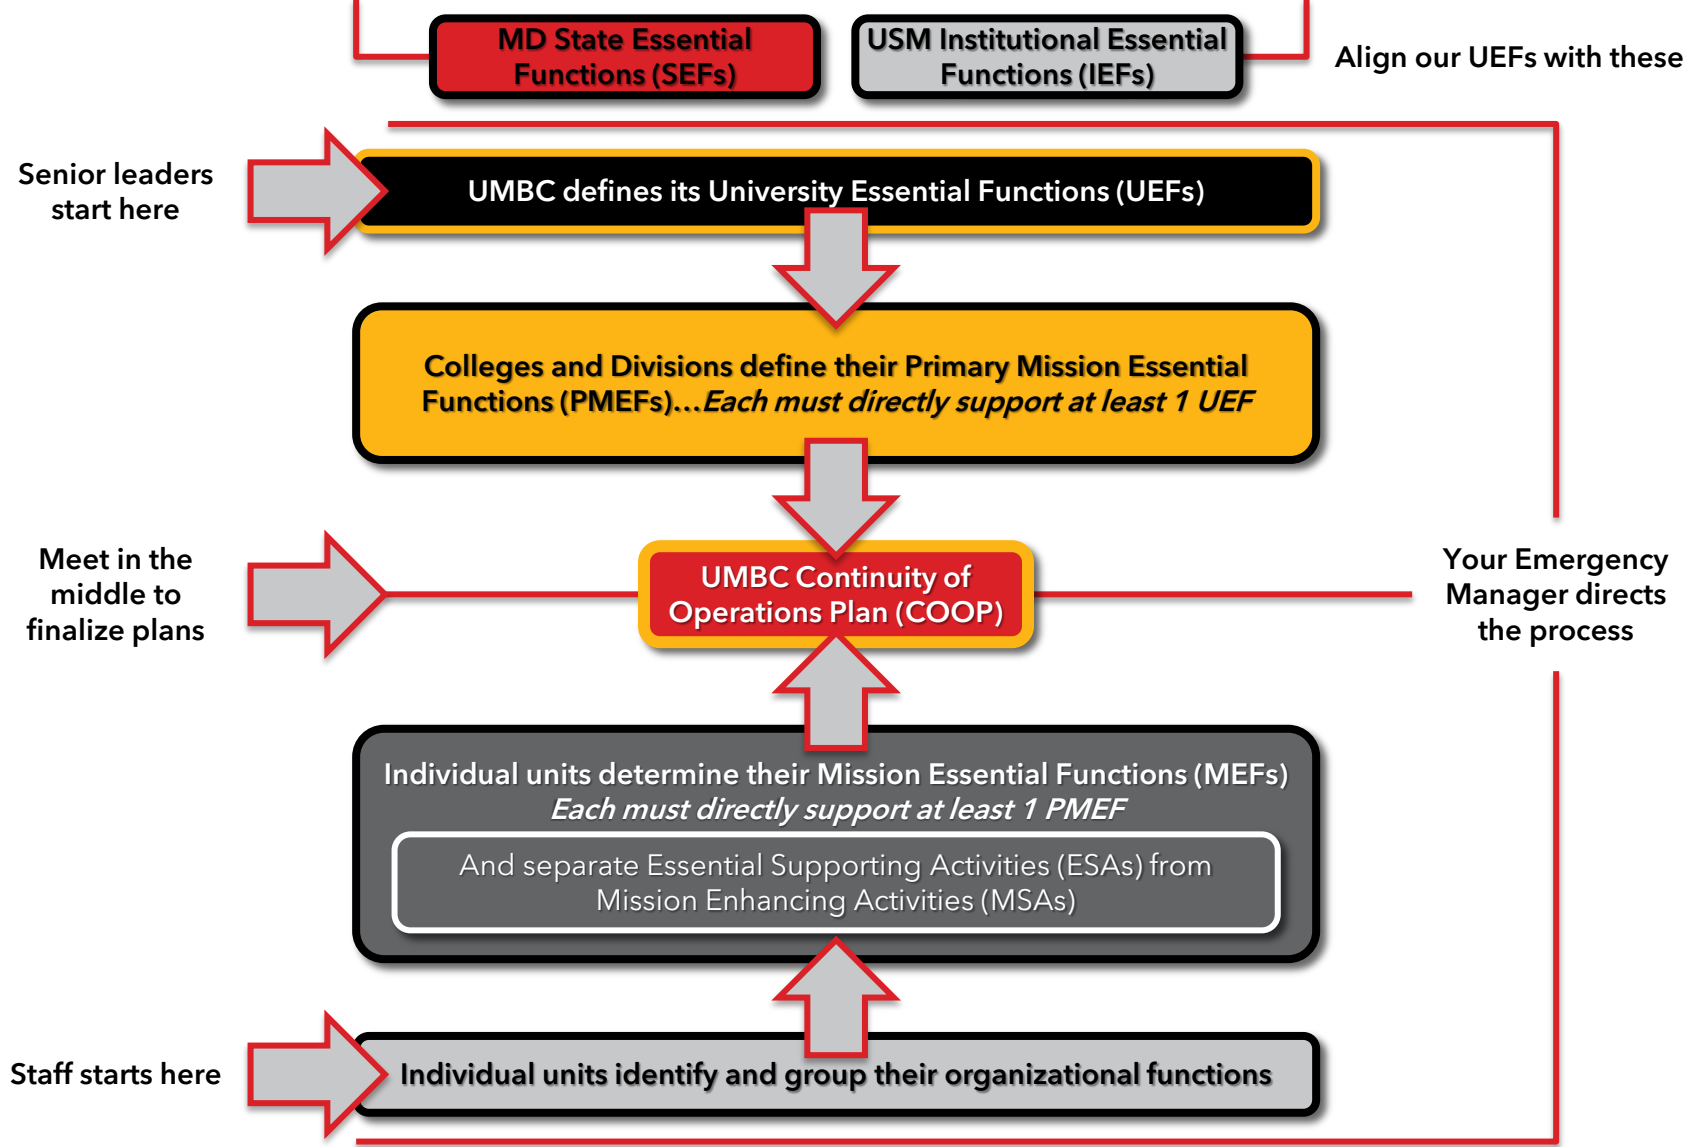 MD State Essential
Functions (SEFs)
USM Institutional Essential
Functions (IEFs)
Align our UEFs with these
Senior leaders
start here
UMBC defines its University Essential Functions (UEFs)
Colleges and Divisions define their Primary Mission Essential
Functions (PMEFs)...Each must directly support at least 1 UEF
Meet in the
middle to
finalize plans
UMBC Continuity of
Operations Plan (COOP)
Your Emergency
Manager directs
the process
Individual units determine their Mission Essential Functions (MEFs)
Each must directly support at least 1 PMEF
And separate Essential Supporting Activities (ESAs) from
Mission Enhancing Activities (MSAs)
Staff starts here
Individual units identify and group their organizational functions